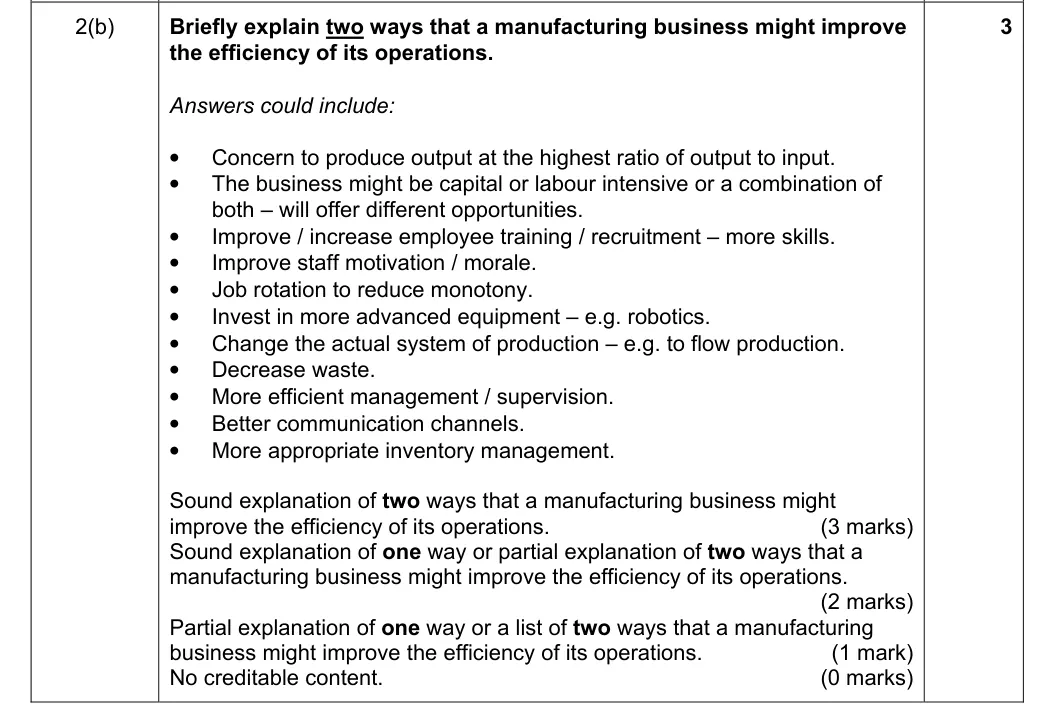 2(b)
Briefly explain two ways that a manufacturing business might improve
the efficiency of its operations.
3
Answers could include:
• Concern to produce output at the highest ratio of output to input.
• The business might be capital or labour intensive or a combination of
both – will offer different opportunities.
• Improve / increase employee training / recruitment – more skills.
• Improve staff motivation / morale.
• Job rotation to reduce monotony.
• Invest in more advanced equipment – e.g. robotics.
• Change the actual system of production – e.g. to flow production.
• Decrease waste.
• More efficient management / supervision.
• Better communication channels.
• More appropriate inventory management.
Sound explanation of two ways that a manufacturing business might
improve the efficiency of its operations. (3 marks)
Sound explanation of one way or partial explanation of two ways that a
manufacturing business might improve the efficiency of its operations.
(2 marks)
Partial explanation of one way or a list of two ways that a manufacturing
business might improve the efficiency of its operations. (1 mark)
No creditable content. (0 marks)